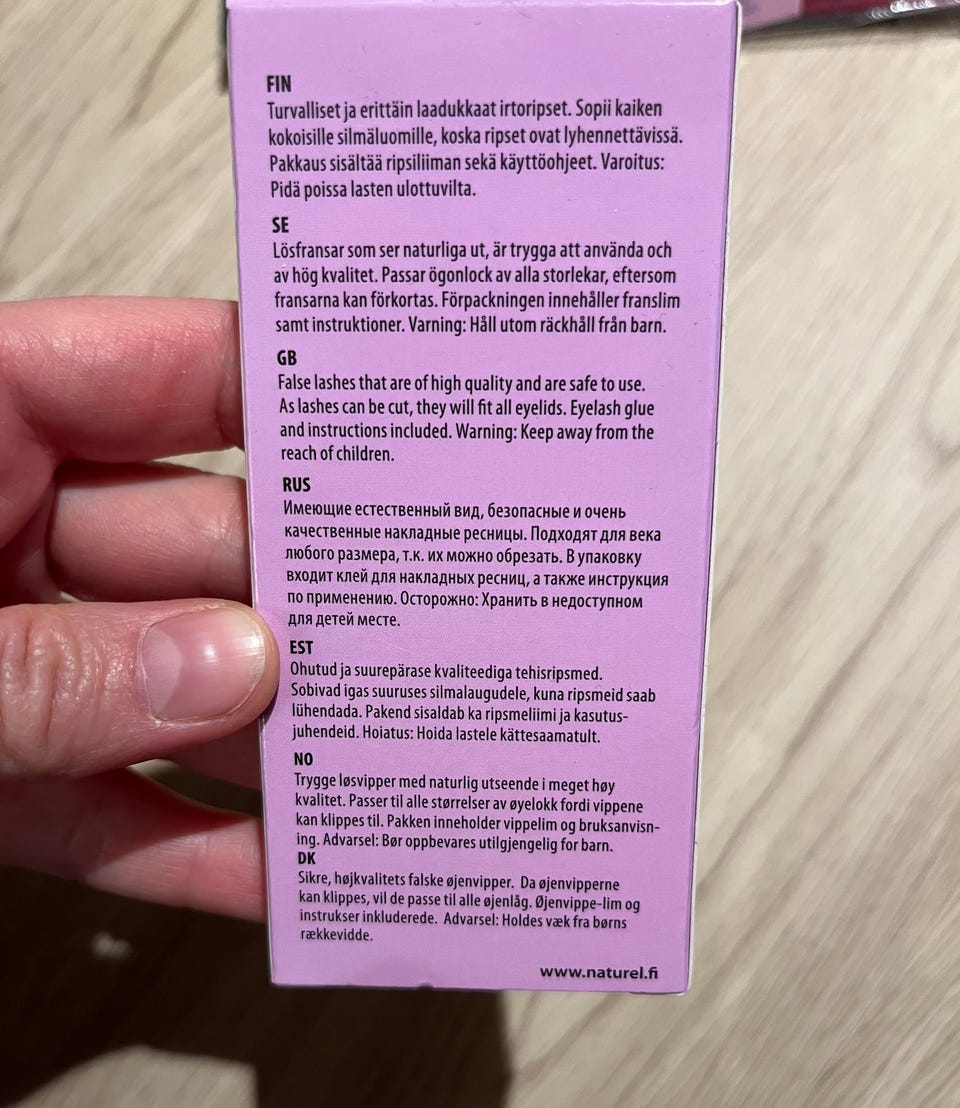 FIN
Turvalliset ja erittäin laadukkaat irtoripset. Sopii kaiken
kokoisille silmäluomille, koska ripset ovat lyhennettävissä.
Pakkaus sisältää ripsiliiman sekä käyttöohjeet. Varoitus:
Pidä poissa lasten ulottuvilta.
SE
Lösfransar som ser naturliga ut, är trygga att använda och
av hög kvalitet. Passar ögonlock av alla storlekar, eftersom
fransarna kan förkortas. Förpackningen innehåller franslim
samt instruktioner. Varning: Håll utom räckhåll från barn.
GB
False lashes that are of high quality and are safe to use.
As lashes can be cut, they will fit all eyelids. Eyelash glue
and instructions included. Warning: Keep away from the
reach of children.
RUS
Имеющие естественный вид, безопасные и очень
качественные накладные ресницы. Подходят для века
любого размера, т.к. их можно обрезать. В упаковку
входит клей для накладных ресниц, а также инструкция
по применению. Осторожно: Хранить в недоступном
для детей месте.
EST
Ohutud ja suurepärase kvaliteediga tehisripsmed.
Sobivad igas suuruses silmalaugudele, kuna ripsmeid saab
lühendada. Pakend sisaldab ka ripsmeliimi ja kasutus-
juhendeid. Hoiatus: Hoida lastele kättesaamatult.
NO
Trygge løsvipper med naturlig utseende i meget høy
kvalitet. Passer til alle størrelser av øyelokk fordi vippene
kan klippes til. Pakken inneholder vippelim og bruksanvisn-
ing. Advarsel: Bør oppbevares utilgjengelig for barn.
DK
Sikre, højkvalitets falske øjenvipper. Da øjenvipperne
kan klippes, vil de passe til alle øjenlåg. Øjenvippe-lim og
instrukser inkluderede. Advarsel: Holdes væk fra børns
rækkevidde.
www.naturel.fi